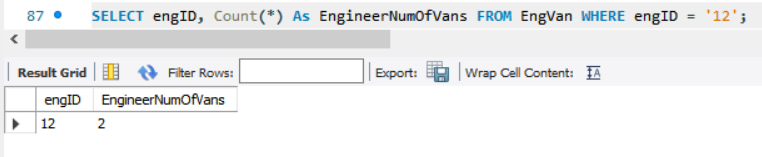 87 SELECT engID, Count(*) As EngineerNumOfVans FROM EngVan WHERE engID = '12';
Result Grid Filter Rows: Export: Wrap Cell Content: IA
engID EngineerNumOfVans
12 2